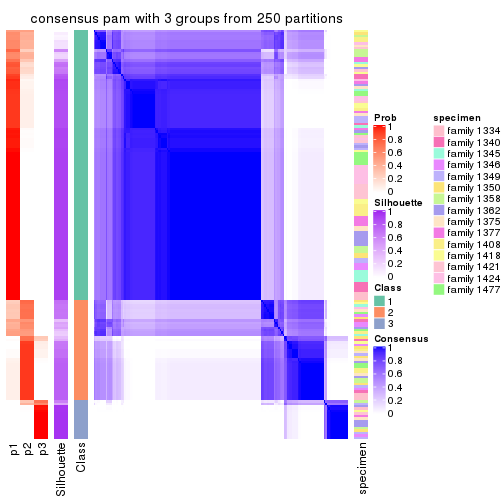 consensus pam with 3 groups from 250 partitions
p1
p2
p3
Silhouette
Class
specimen
Prob
1
0.8
0.6
0.4
0.2
0
Silhouette
1
0.8
0.6
0.4
0.2
0
Class
1
2
3
Consensus
1
0.8
0.6
0.4
0.2
0
specimen
family 1334
family 1340
family 1345
family 1346
family 1349
family 1350
family 1358
family 1362
family 1375
family 1377
family 1408
family 1418
family 1421
family 1424
family 1477